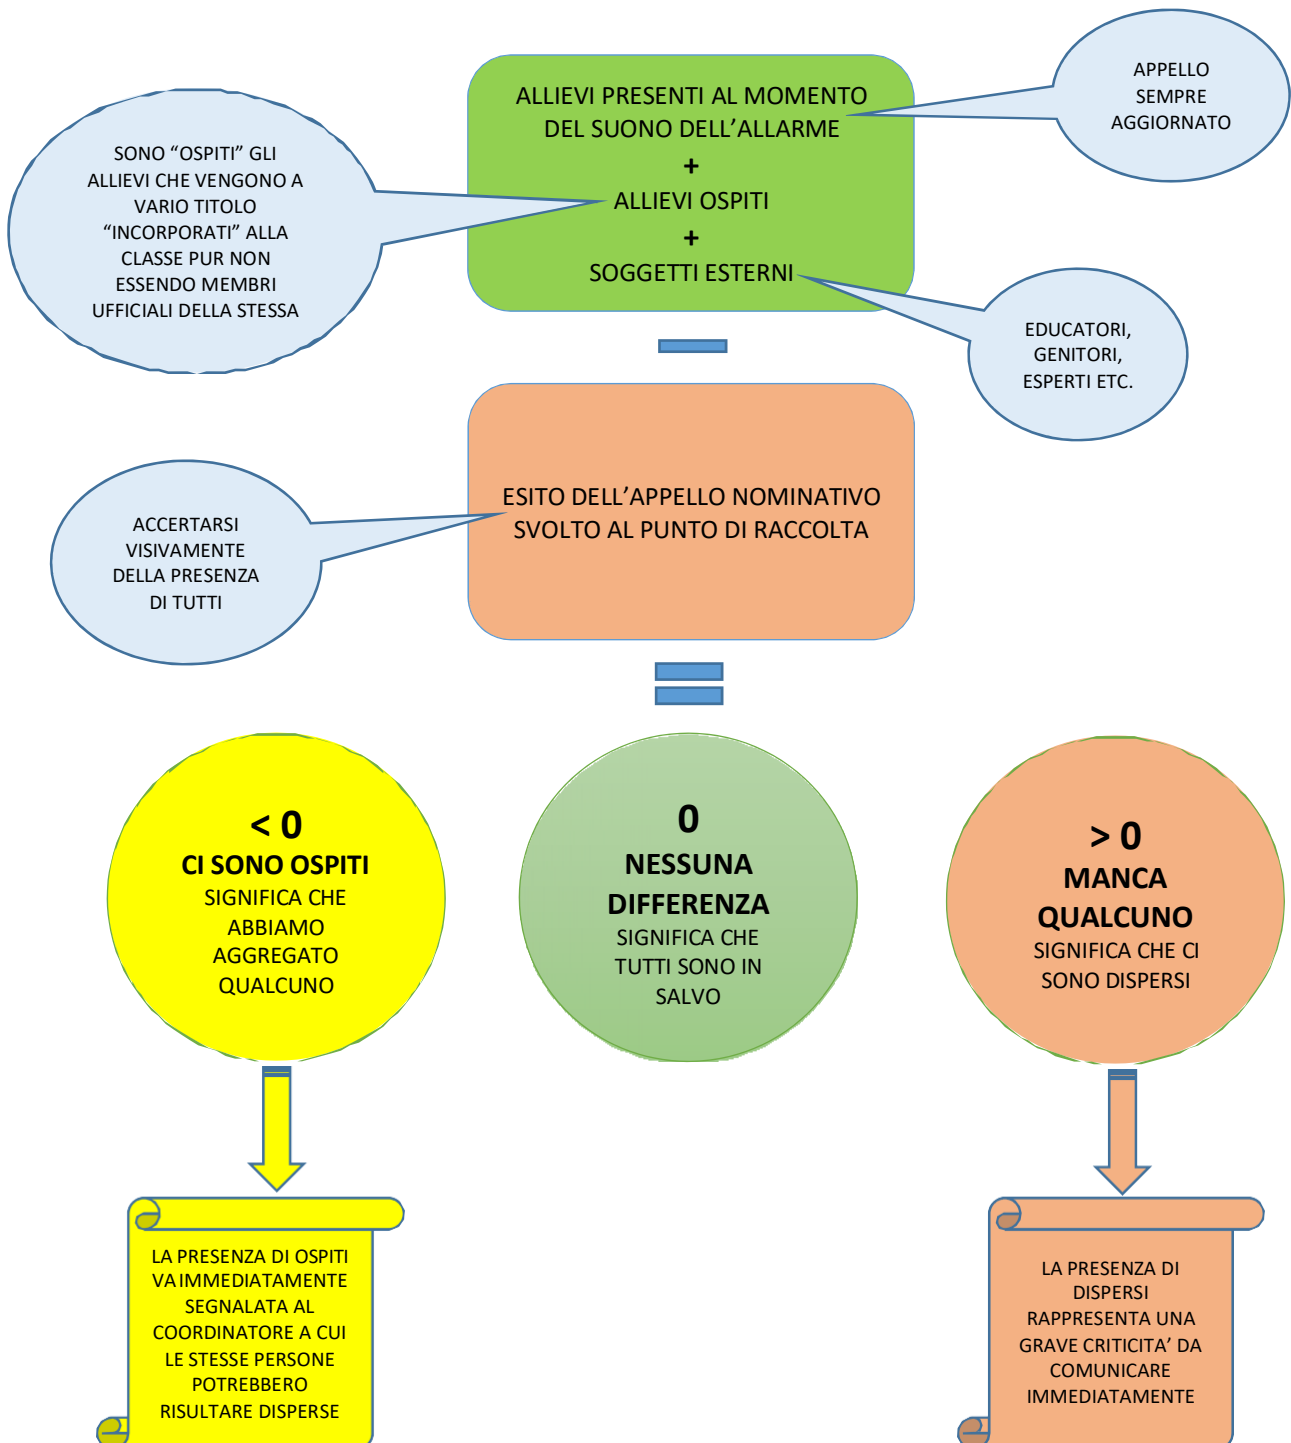 APPELLO
SEMPRE
AGGIORNATO
ALLIEVI PRESENTI AL MOMENTO
DEL SUONO DELL’ALLARME
+
ALLIEVI OSPITI
+
SOGGETTI ESTERNI
SONO “OSPITI” GLI
ALLIEVI CHE VENGONO A
VARIO TITOLO
“INCORPORATI” ALLA
CLASSE PUR NON
ESSENDO MEMBRI
UFFICIALI DELLA STESSA
EDUCATORI,
GENITORI,
ESPERTI ETC.
ESITO DELL’APPELLO NOMINATIVO
SVOLTO AL PUNTO DI RACCOLTA
ACCERTARSI
VISIVAMENTE
DELLA PRESENZA
DI TUTTI
< 0
CI SONO OSPITI
SIGNIFICA CHE
ABBIAMO
AGGREGATO
QUALCUNO
0
NESSUNA
DIFFERENZA
SIGNIFICA CHE
TUTTI SONO IN
SALVO
> 0
MANCA
QUALCUNO
SIGNIFICA CHE CI
SONO DISPERSI
LA PRESENZA DI OSPITI
VA IMMEDIATAMENTE
SEGNALATA AL
COORDINATORE A CUI
LE STESSE PERSONE
POTREBBERO
RISULTARE DISPERSE
LA PRESENZA DI
DISPERSI
RAPPRESENTA UNA
GRAVE CRITICITA’ DA
COMUNICARE
IMMEDIATAMENTE